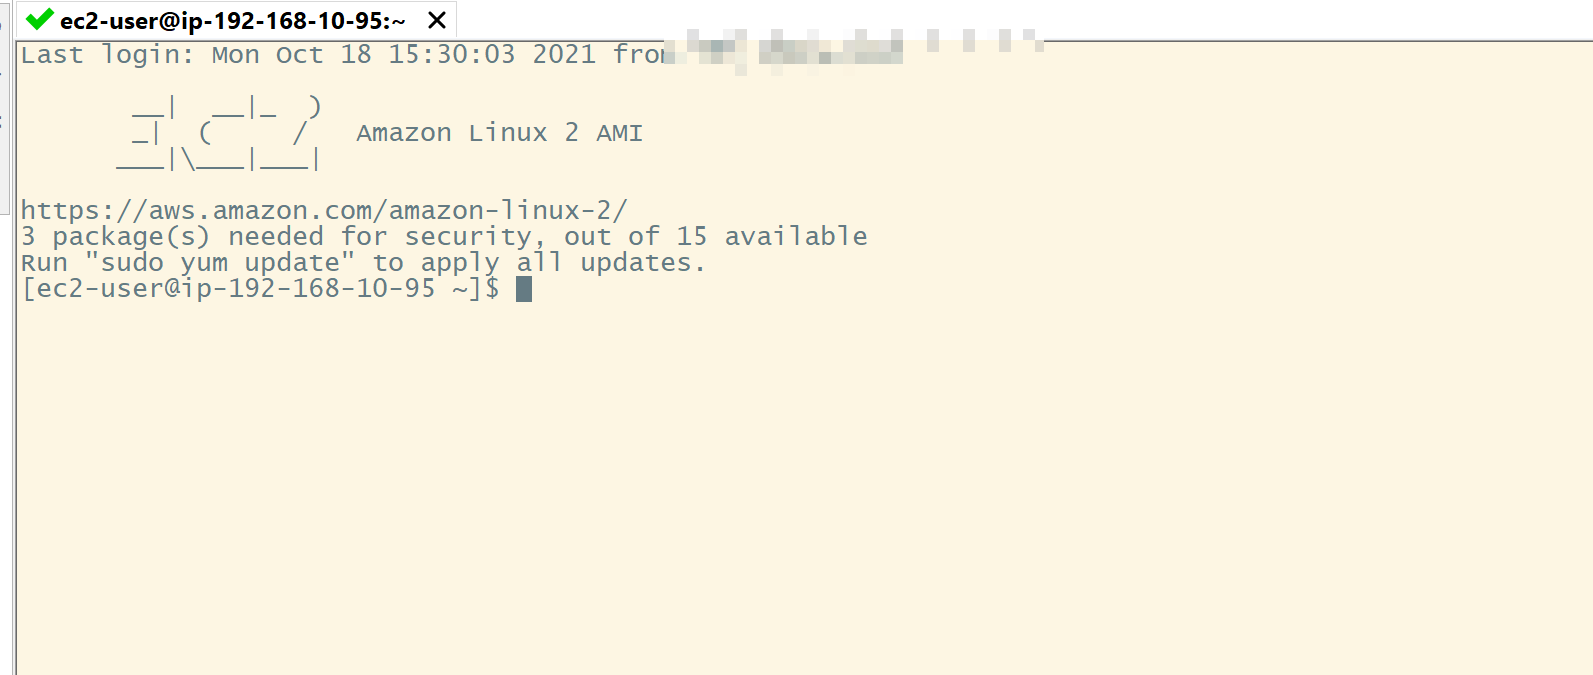 ec2-user@ip-192-168-10-95:~
Last login: Mon Oct 18 15:30:03 2021 from
       __|  __|_  )
       _|  (     /   Amazon Linux 2 AMI
      ___|\___|___|
https://aws.amazon.com/amazon-linux-2/
3 package(s) needed for security, out of 15 available
Run "sudo yum update" to apply all updates.
[ec2-user@ip-192-168-10-95 ~]$